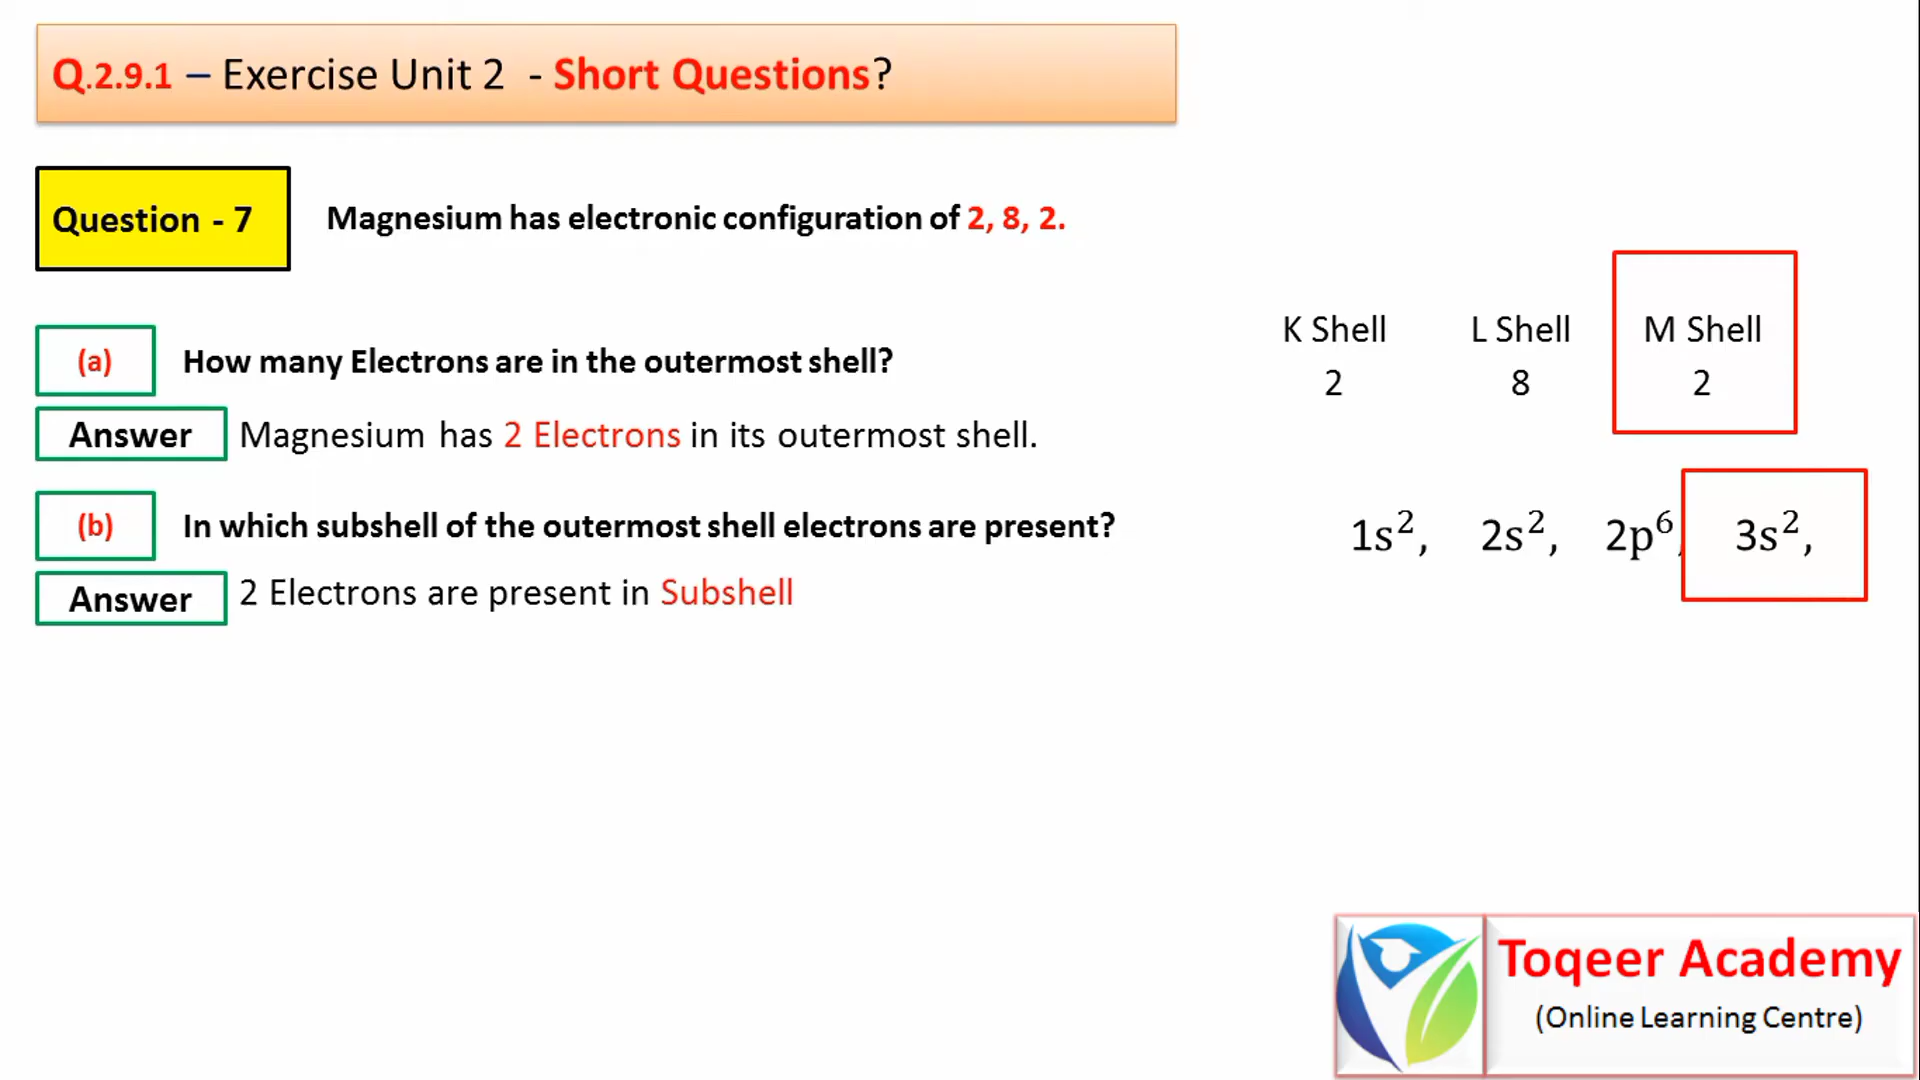 Q.2.9.1 – Exercise Unit 2 - Short Questions?
Question - 7
Magnesium has electronic configuration of 2, 8, 2.
K Shell L Shell M Shell
2 8 2
(a) How many Electrons are in the outermost shell?
Answer Magnesium has 2 Electrons in its outermost shell.
(b) In which subshell of the outermost shell electrons are present?
1s², 2s², 2p⁶, 3s²,
Answer 2 Electrons are present in Subshell
Toqeer Academy
(Online Learning Centre)